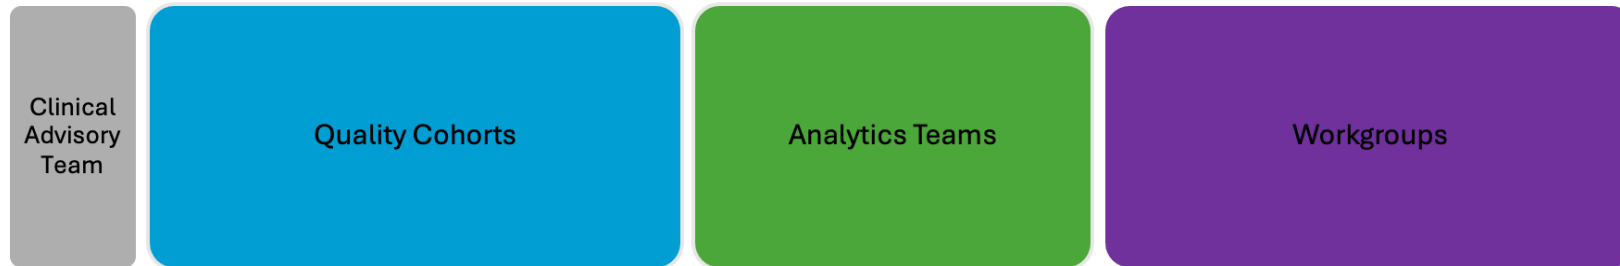 Clinical
Advisory
Team
Quality Cohorts
Analytics Teams
Workgroups